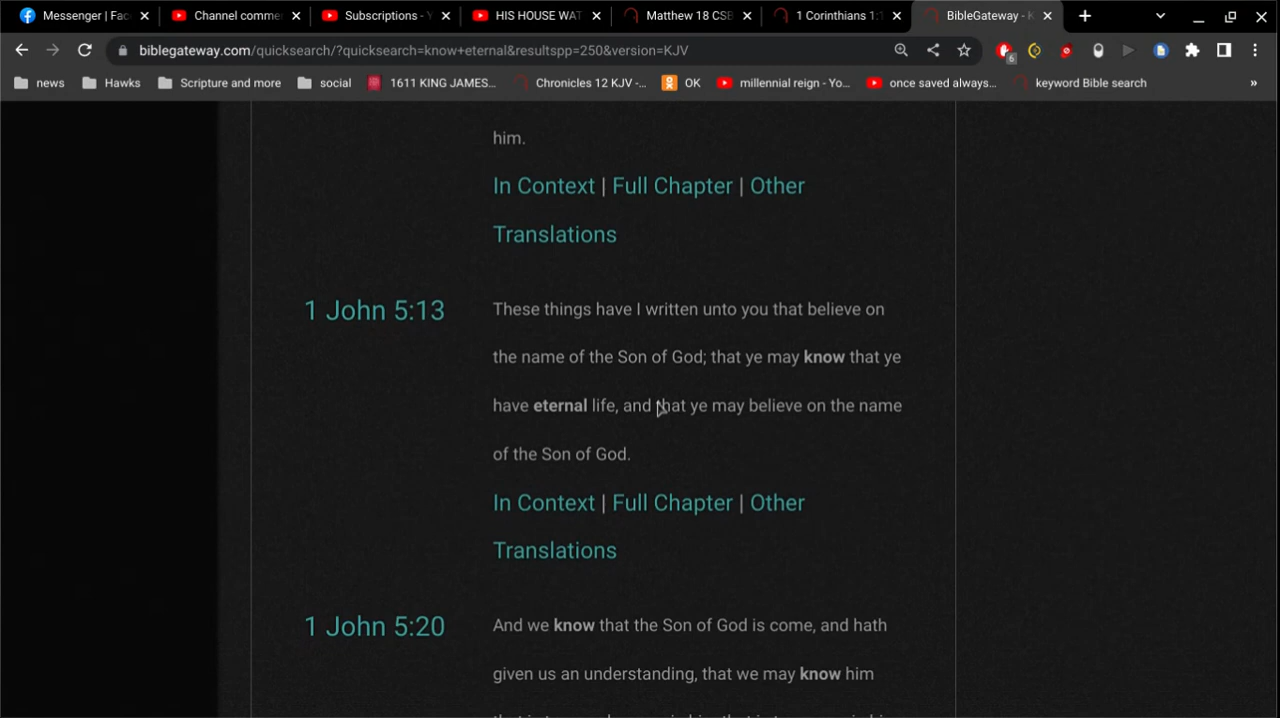 Messenger | Fac
Channel comme
Subscriptions - Y
HIS HOUSE WAT
Matthew 18 CSB
1 Corinthians 1:1
BibleGateway - K
biblegateway.com/quicksearch/?quicksearch=know+eternal&resultspp=250&version=KJV
6
news
Hawks
Scripture and more
social
1611 KING JAMES...
Chronicles 12 KJV -...
OK
millennial reign - Yo...
once saved always...
keyword Bible search
»
him.
In Context | Full Chapter | Other
Translations
1 John 5:13
These things have I written unto you that believe on
the name of the Son of God; that ye may know that ye
have eternal life, and that ye may believe on the name
of the Son of God.
In Context | Full Chapter | Other
Translations
1 John 5:20
And we know that the Son of God is come, and hath
given us an understanding, that we may know him